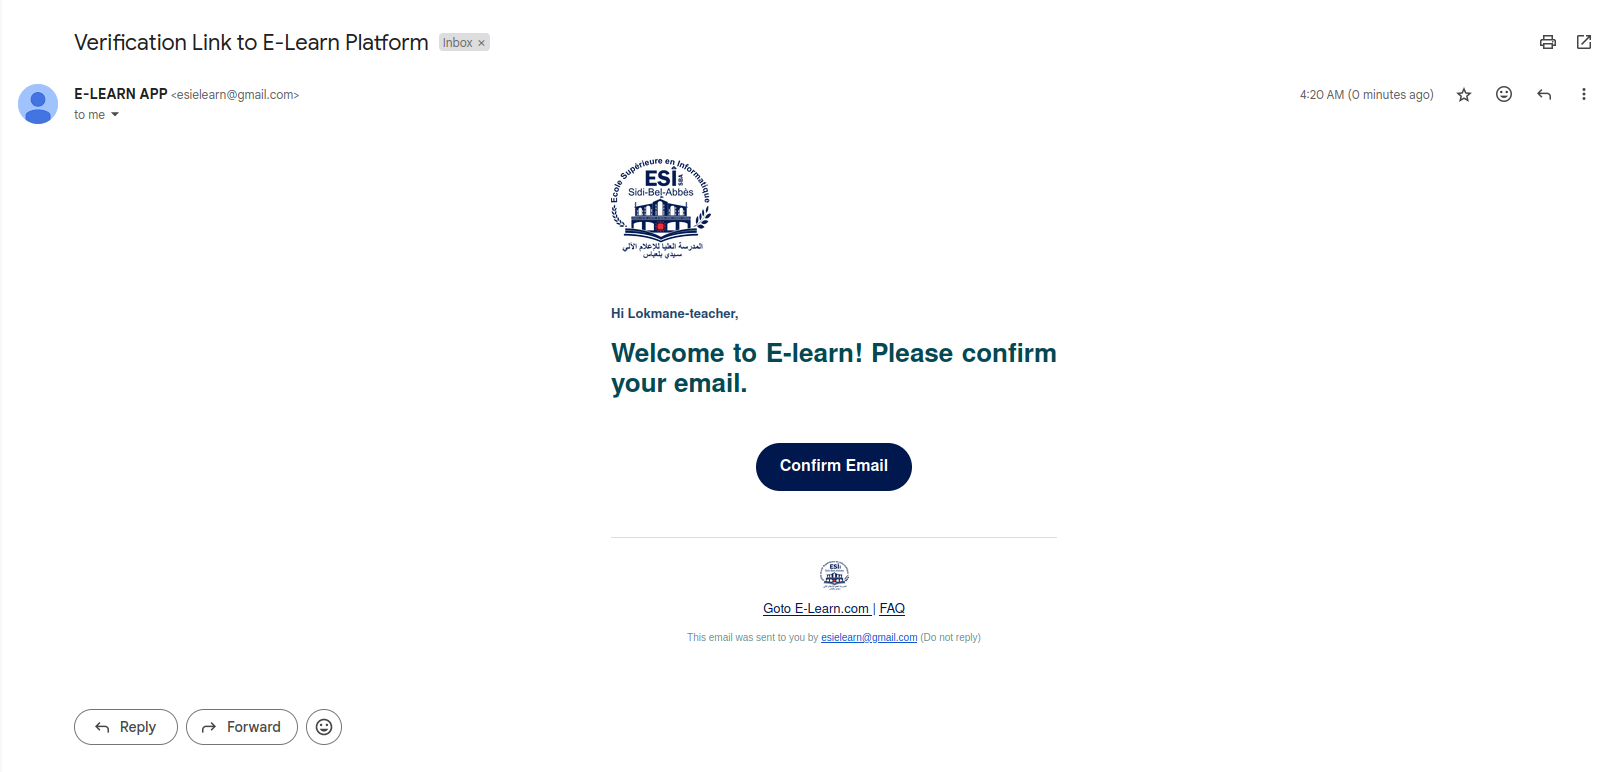 Verification Link to E-Learn Platform Inbox ×
E-LEARN APP <esielearn@gmail.com>
4:20 AM (0 minutes ago)
to me
Ecole Supérieure en Informatique
ESI SBA
Sidi-Bel-Abbès
المدرسة العليا للإعلام الآلي
سيدي بلعباس
Hi Lokmane-teacher,
Welcome to E-learn! Please confirm
your email.
Confirm Email
ESI
Goto E-Learn.com | FAQ
This email was sent to you by esielearn@gmail.com (Do not reply)
Reply
Forward